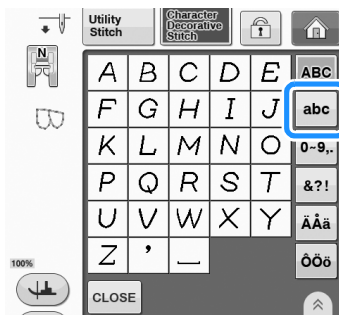 Utility Stitch
Character Decorative Stitch
N
A B C D E ABC
F G H I J abc
K L M N O 0~9,.
P Q R S T &?!
U V W X Y ÄÅä
Z ' _ ÔÖö
100%
CLOSE